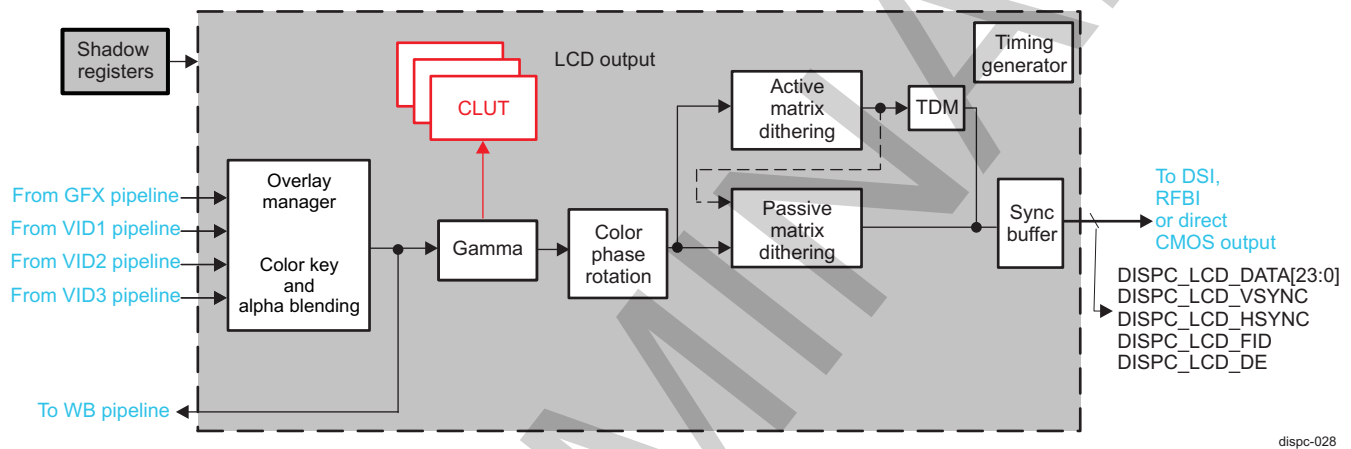 Shadow
registers
LCD output
Timing
generator
CLUT
Active
matrix
dithering
TDM
From GFX pipeline
From VID1 pipeline
From VID2 pipeline
From VID3 pipeline
Overlay
manager
Color key
and
alpha blending
Gamma
Color
phase
rotation
Passive
matrix
dithering
Sync
buffer
To DSI,
RFBI
or direct
CMOS output
DISPC_LCD_DATA[23:0]
DISPC_LCD_VSYNC
DISPC_LCD_HSYNC
DISPC_LCD_FID
DISPC_LCD_DE
To WB pipeline
dispc-028